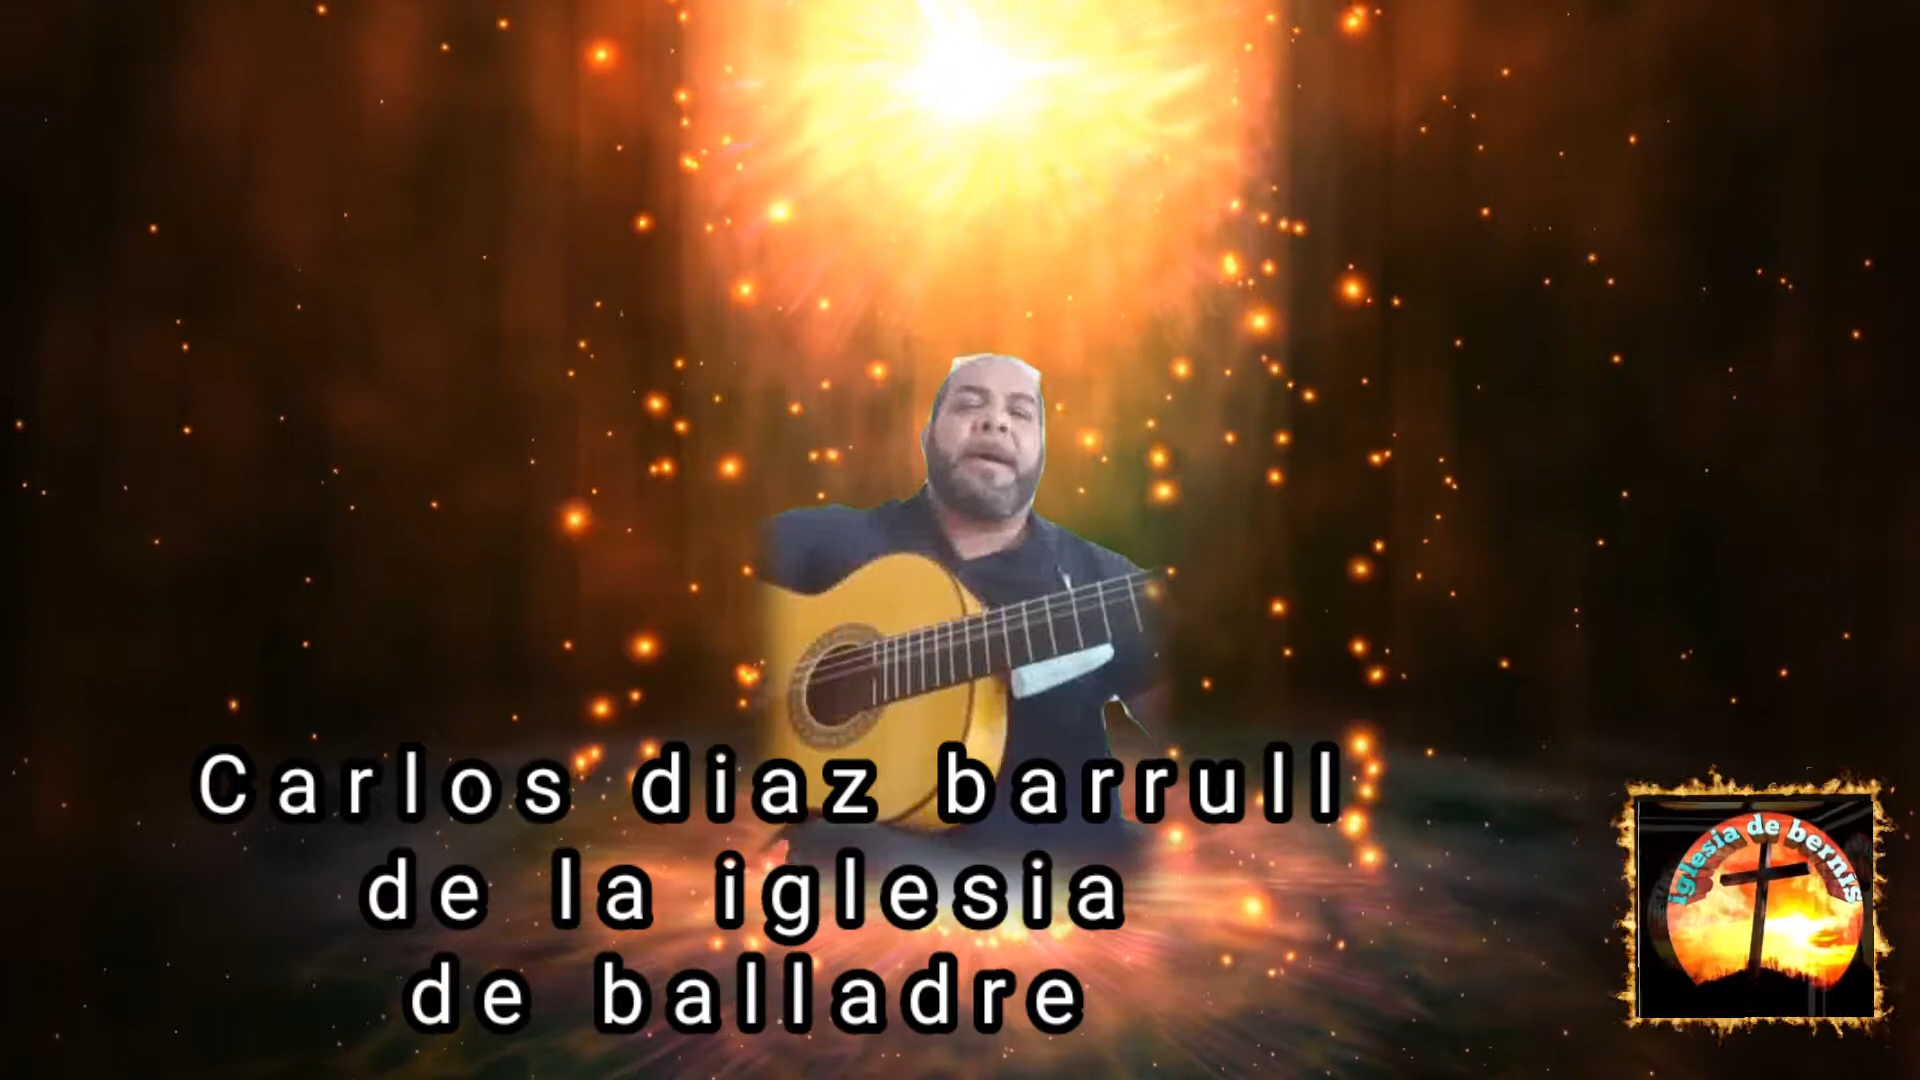 Carlos diaz barrull
de la iglesia
de balladre
iglesia de bernis